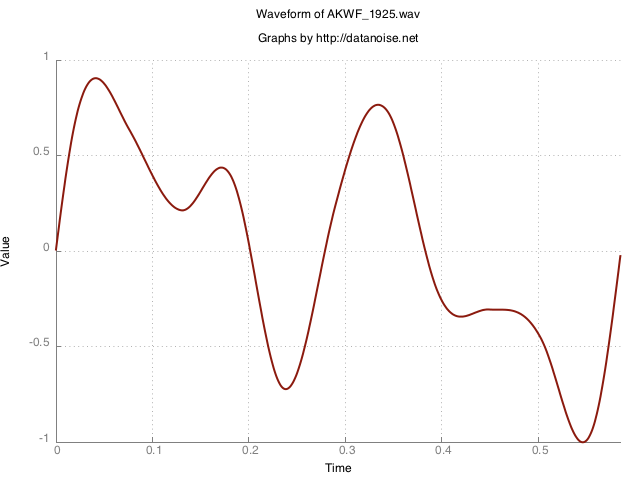 Waveform of AKWF_1925.wav
Graphs by http://datanoise.net
1
0.5
0
-0.5
-1
Value
0 0.1 0.2 0.3 0.4 0.5
Time